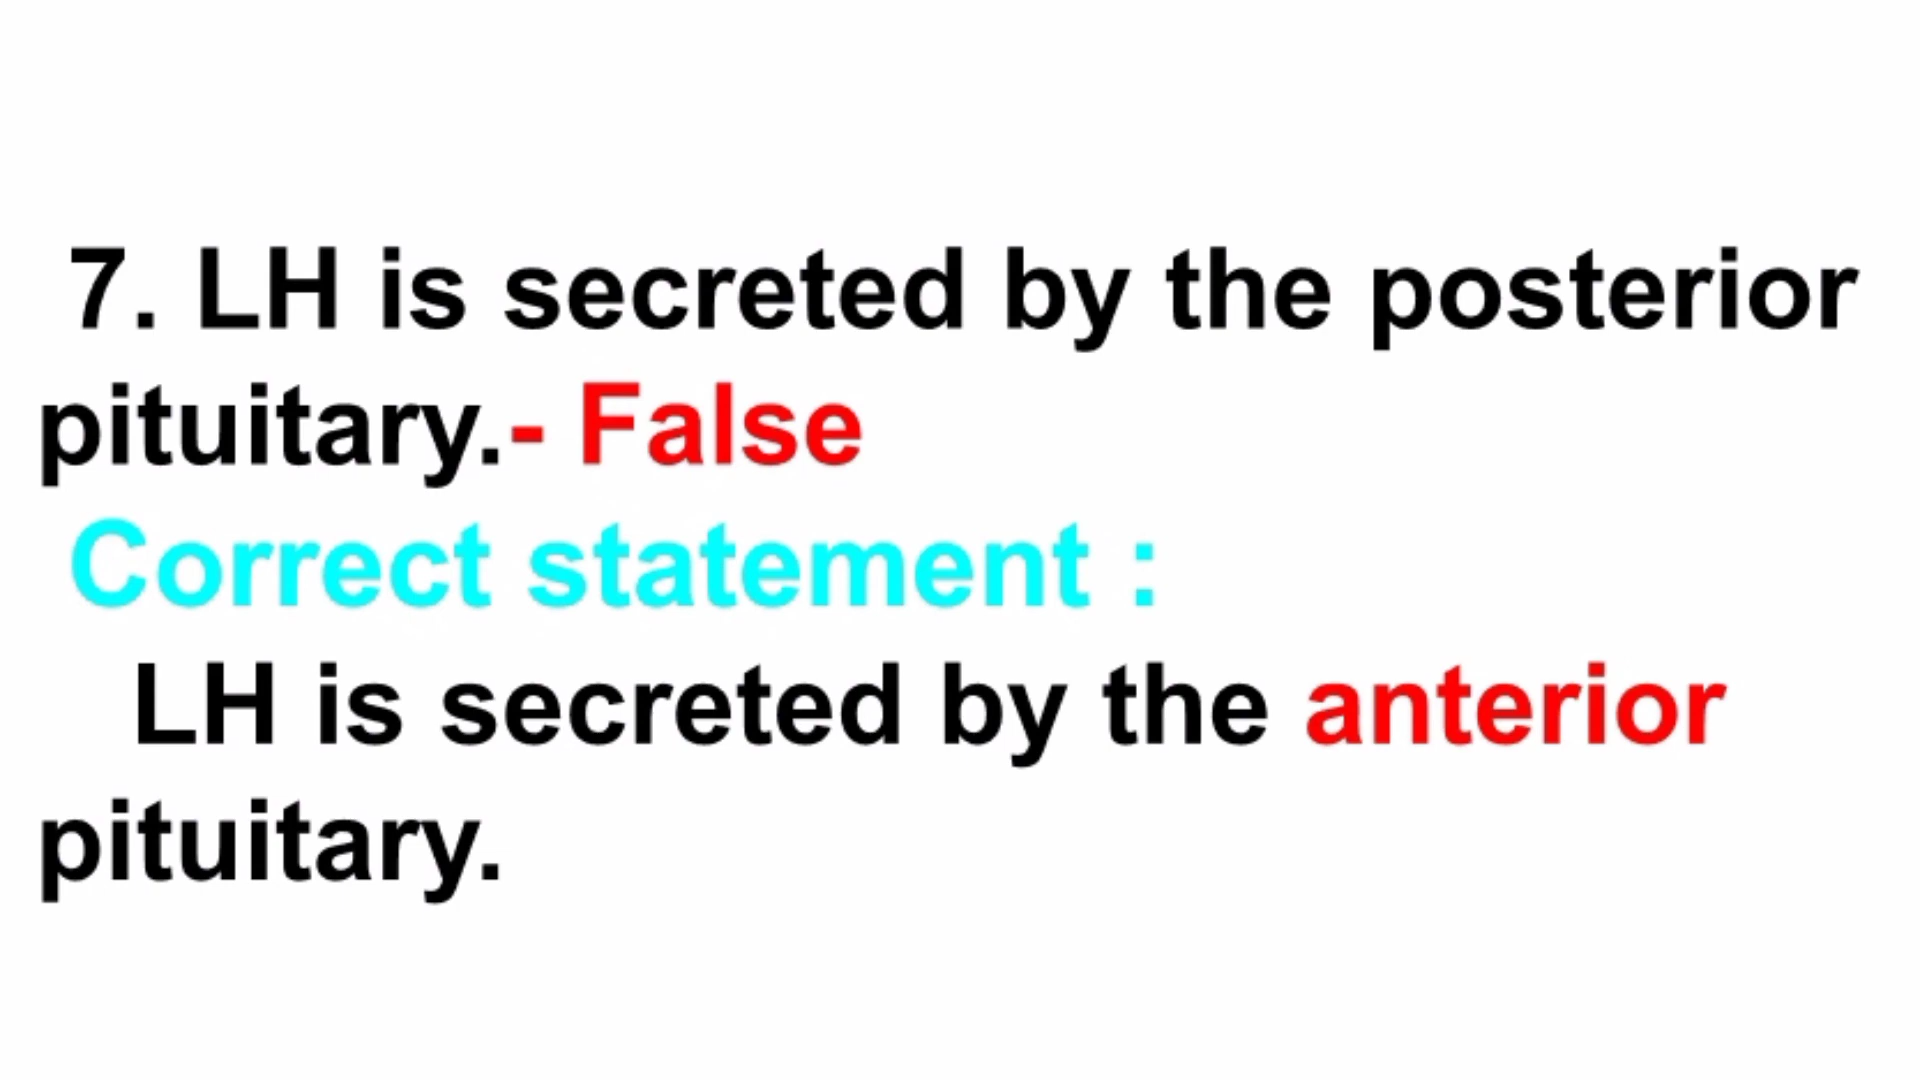 7. LH is secreted by the posterior
pituitary.- False
Correct statement :
LH is secreted by the anterior
pituitary.